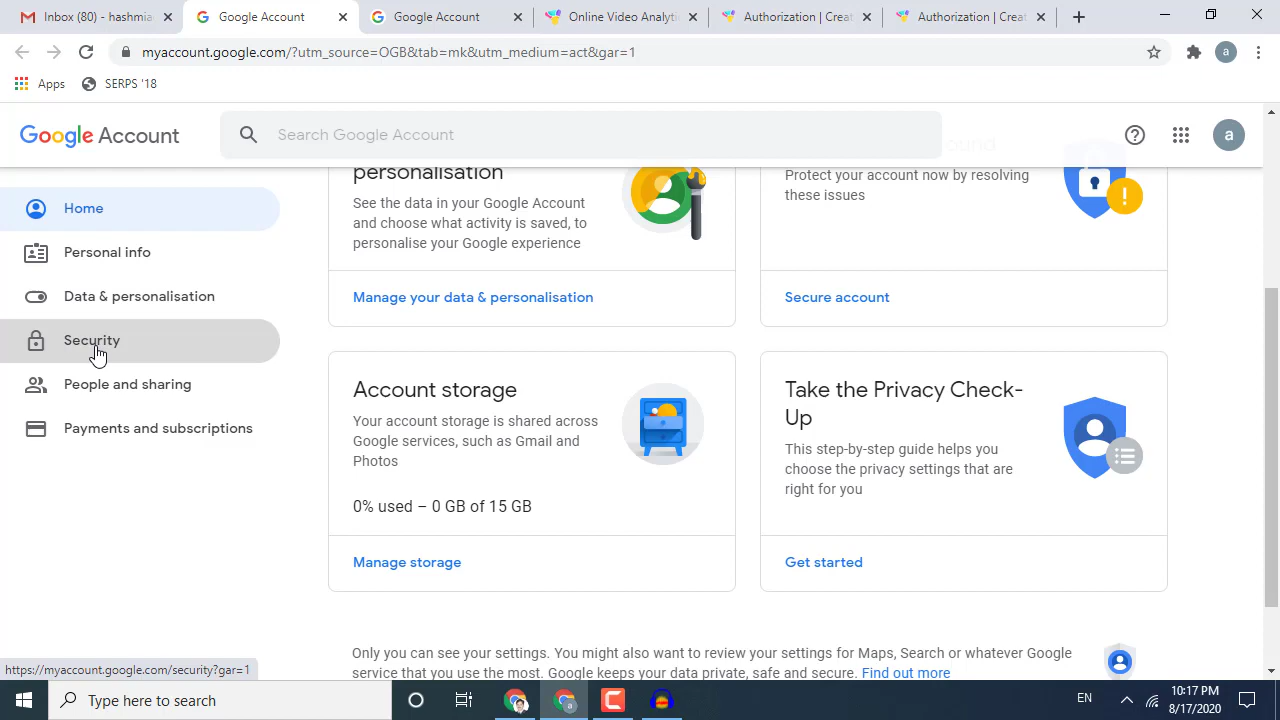 Inbox (80) - hashmia
Google Account
Google Account
Online Video Analyti
Authorization | Creat
Authorization | Creat
myaccount.google.com/?utm_source=OGB&tab=mk&utm_medium=act&gar=1
a
Apps
SERPS '18
Google Account
Search Google Account
a
Home
Personal info
Data & personalisation
Security
People and sharing
Payments and subscriptions
personalisation
See the data in your Google Account
and choose what activity is saved, to
personalise your Google experience
Manage your data & personalisation
Protect your account now by resolving
these issues
Secure account
Account storage
Your account storage is shared across
Google services, such as Gmail and
Photos
0% used – 0 GB of 15 GB
Manage storage
Take the Privacy Check-
Up
This step-by-step guide helps you
choose the privacy settings that are
right for you
Get started
Only you can see your settings. You might also want to review your settings for Maps, Search or whatever Google
service that you use the most. Google keeps your data private, safe and secure. Find out more
https://myaccount.google.com/security?gar=1
Type here to search
EN
10:17 PM
8/17/2020